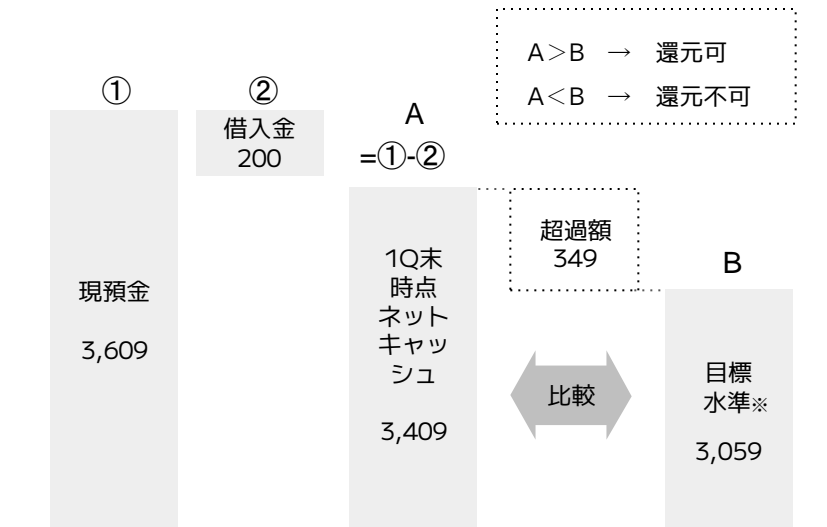 A＞B → 還元可
A＜B → 還元不可
①
現預金
3,609
②
借入金
200
A
=①-②
1Q末
時点
ネット
キャッ
シュ
3,409
超過額
349
比較
B
目標
水準※
3,059